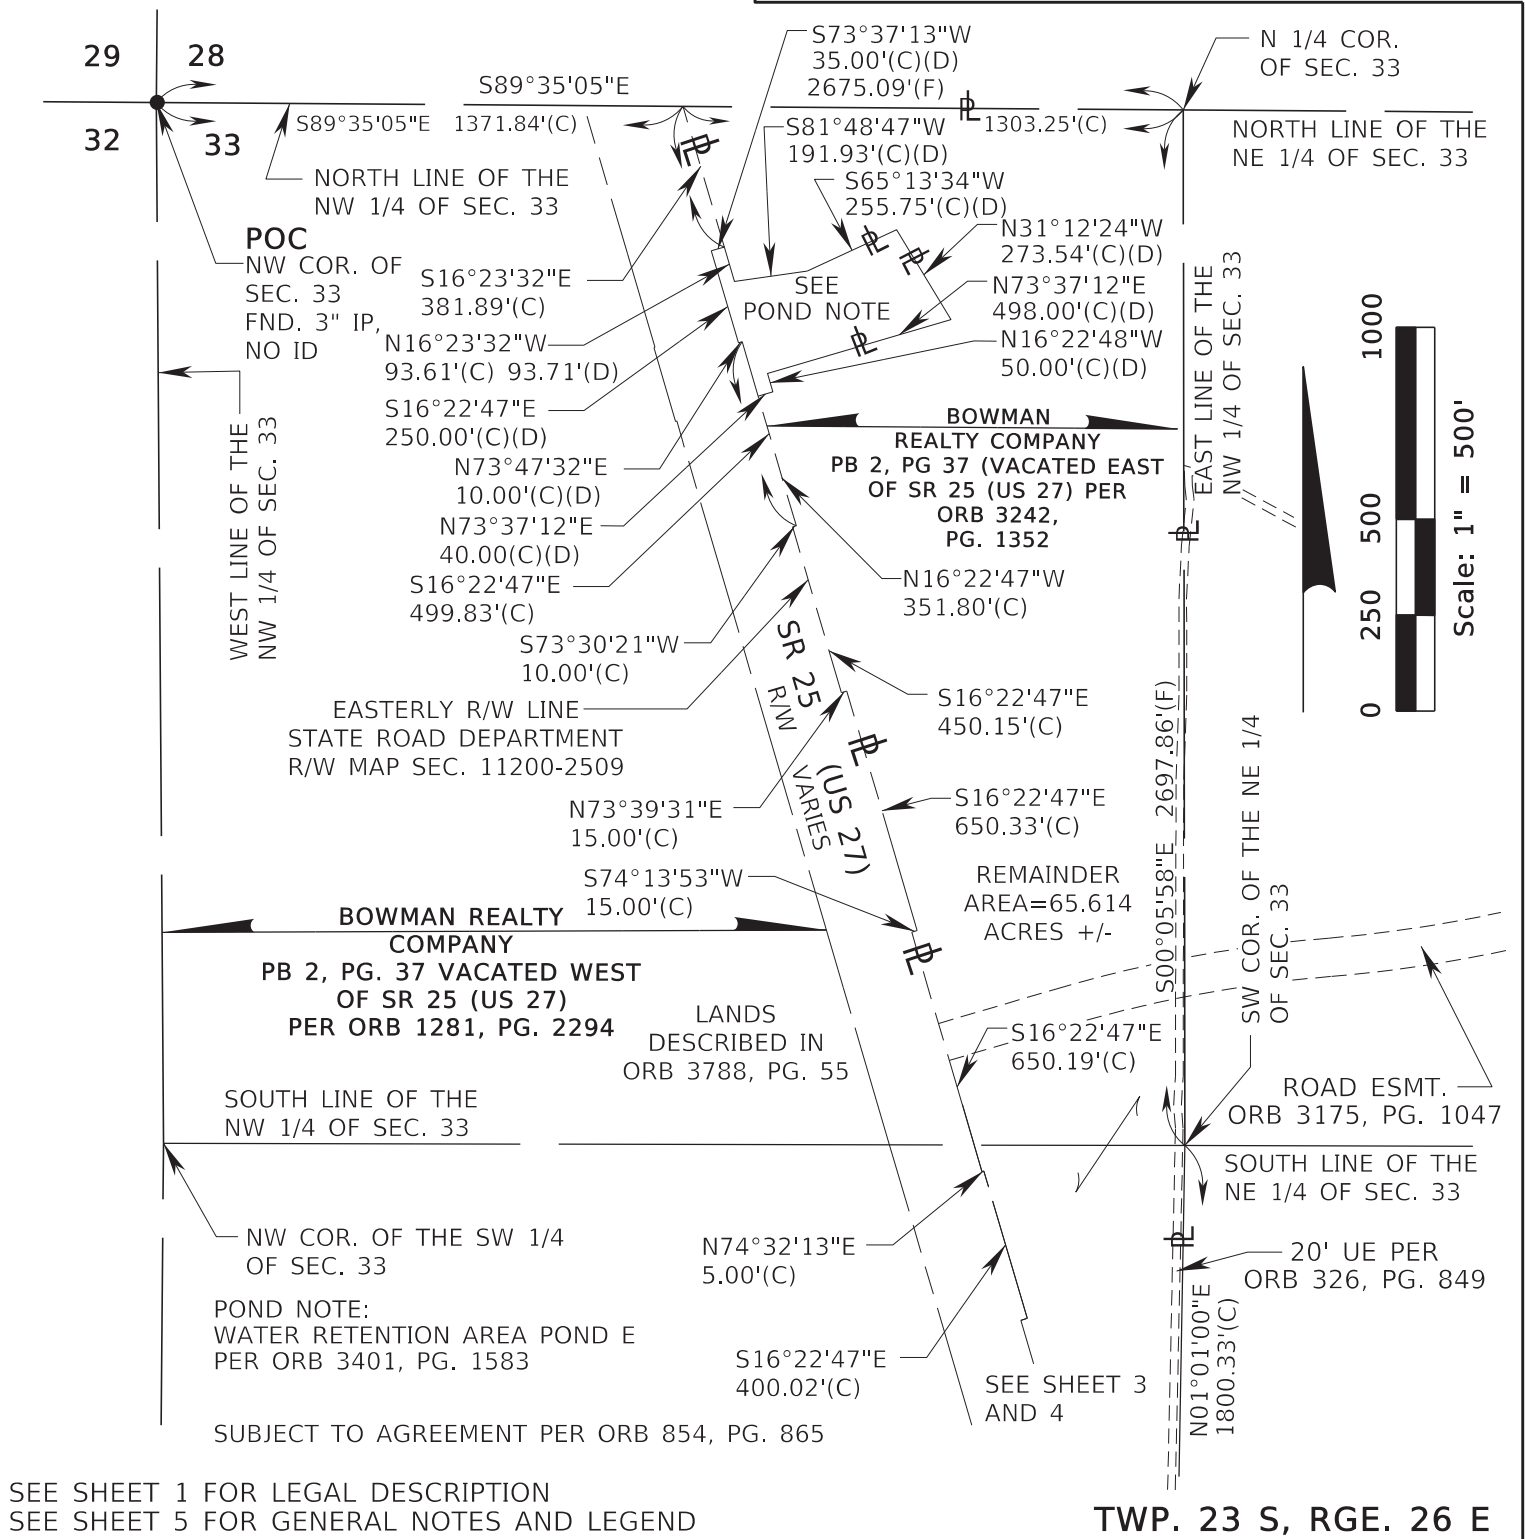 29
28
32
33
S89°35'05"E
S89°35'05"E 1371.84'(C)
S73°37'13"W
35.00'(C)(D)
2675.09'(F)
N 1/4 COR.
OF SEC. 33
1303.25'(C)
NORTH LINE OF THE
NE 1/4 OF SEC. 33
NORTH LINE OF THE
NW 1/4 OF SEC. 33
S81°48'47"W
191.93'(C)(D)
S65°13'34"W
255.75'(C)(D)
N31°12'24"W
273.54'(C)(D)
N73°37'12"E
498.00'(C)(D)
N16°22'48"W
50.00'(C)(D)
POC
NW COR. OF
SEC. 33
FND. 3" IP,
NO ID
S16°23'32"E
381.89'(C)
N16°23'32"W
93.61'(C) 93.71'(D)
SEE
POND NOTE
S16°22'47"E
250.00'(C)(D)
N73°47'32"E
10.00'(C)(D)
N73°37'12"E
40.00(C)(D)
S16°22'47"E
499.83'(C)
S73°30'21"W
10.00'(C)
BOWMAN
REALTY COMPANY
PB 2, PG 37 (VACATED EAST
OF SR 25 (US 27) PER
ORB 3242,
PG. 1352
EAST LINE OF THE
NW 1/4 OF SEC. 33
WEST LINE OF THE
NW 1/4 OF SEC. 33
0 250 500 1000
Scale: 1" = 500'
N16°22'47"W
351.80'(C)
EASTERLY R/W LINE
STATE ROAD DEPARTMENT
R/W MAP SEC. 11200-2509
SR 25 (US 27)
R/W VARIES
S16°22'47"E
450.15'(C)
N73°39'31"E
15.00'(C)
S16°22'47"E
650.33'(C)
S74°13'53"W
15.00'(C)
REMAINDER
AREA=65.614
ACRES +/-
S00°05'58"E 2697.86'(F)
SW COR. OF THE NE 1/4
OF SEC. 33
BOWMAN REALTY
COMPANY
PB 2, PG. 37 VACATED WEST
OF SR 25 (US 27)
PER ORB 1281, PG. 2294
LANDS
DESCRIBED IN
ORB 3788, PG. 55
S16°22'47"E
650.19'(C)
ROAD ESMT.
ORB 3175, PG. 1047
SOUTH LINE OF THE
NW 1/4 OF SEC. 33
SOUTH LINE OF THE
NE 1/4 OF SEC. 33
NW COR. OF THE SW 1/4
OF SEC. 33
N74°32'13"E
5.00'(C)
20' UE PER
ORB 326, PG. 849
N01°01'00"E
1800.33'(C)
POND NOTE:
WATER RETENTION AREA POND E
PER ORB 3401, PG. 1583
S16°22'47"E
400.02'(C)
SEE SHEET 3
AND 4
SUBJECT TO AGREEMENT PER ORB 854, PG. 865
SEE SHEET 1 FOR LEGAL DESCRIPTION
SEE SHEET 5 FOR GENERAL NOTES AND LEGEND
TWP. 23 S, RGE. 26 E